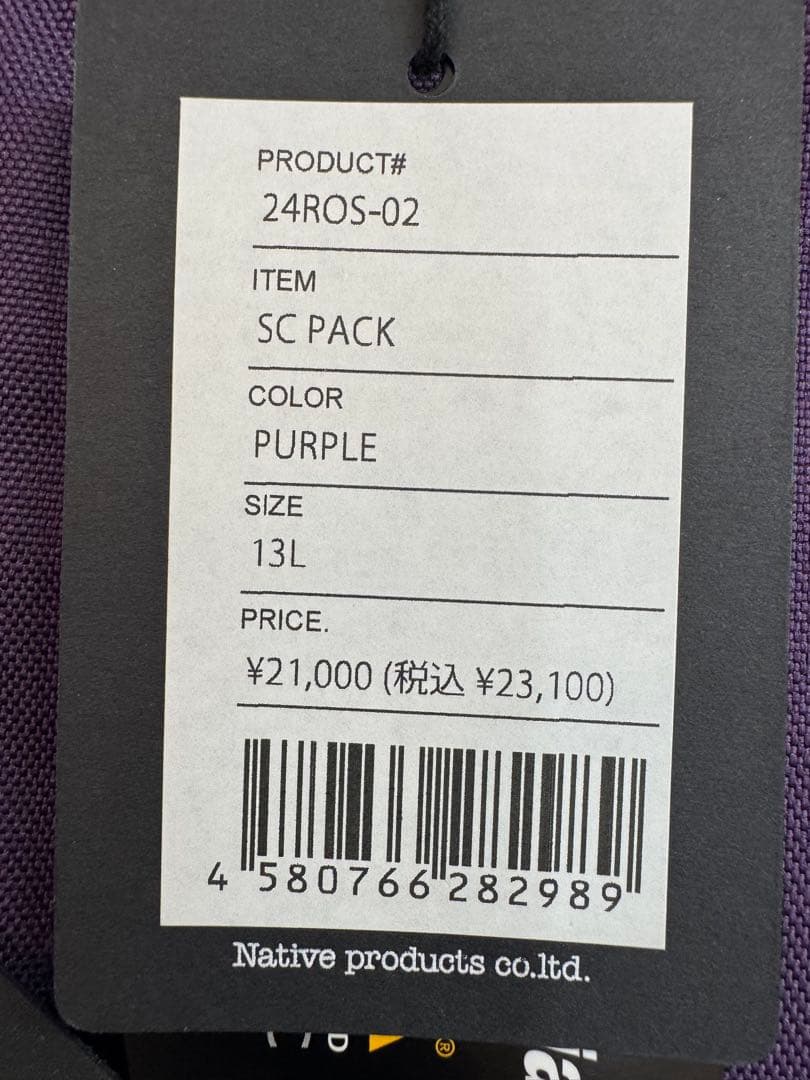 PRODUCT#
24ROS-02
ITEM
SC PACK
COLOR
PURPLE
SIZE
13L
PRICE.
¥21,000 (税込 ¥23,100)
4 580766 282989
Native products co.ltd.